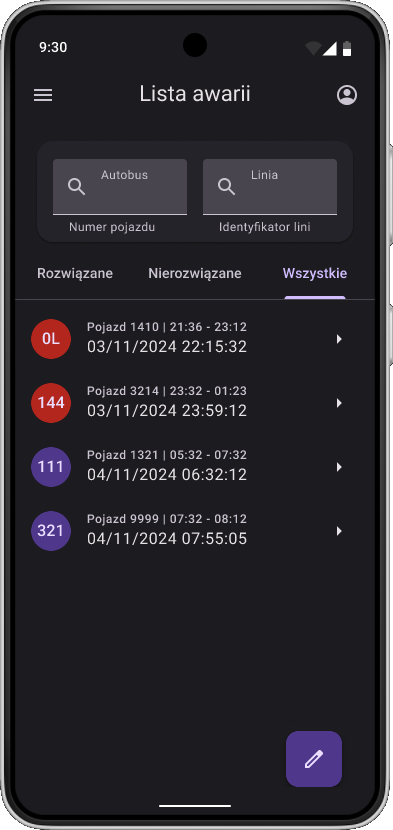 9:30
Lista awarii
Autobus
Linia
Numer pojazdu
Identyfikator lini
Rozwiązane
Nierozwiązane
Wszystkie
0L
Pojazd 1410 | 21:36 - 23:12
03/11/2024 22:15:32
144
Pojazd 3214 | 23:32 - 01:23
03/11/2024 23:59:12
111
Pojazd 1321 | 05:32 - 07:32
04/11/2024 06:32:12
321
Pojazd 9999 | 07:32 - 08:12
04/11/2024 07:55:05